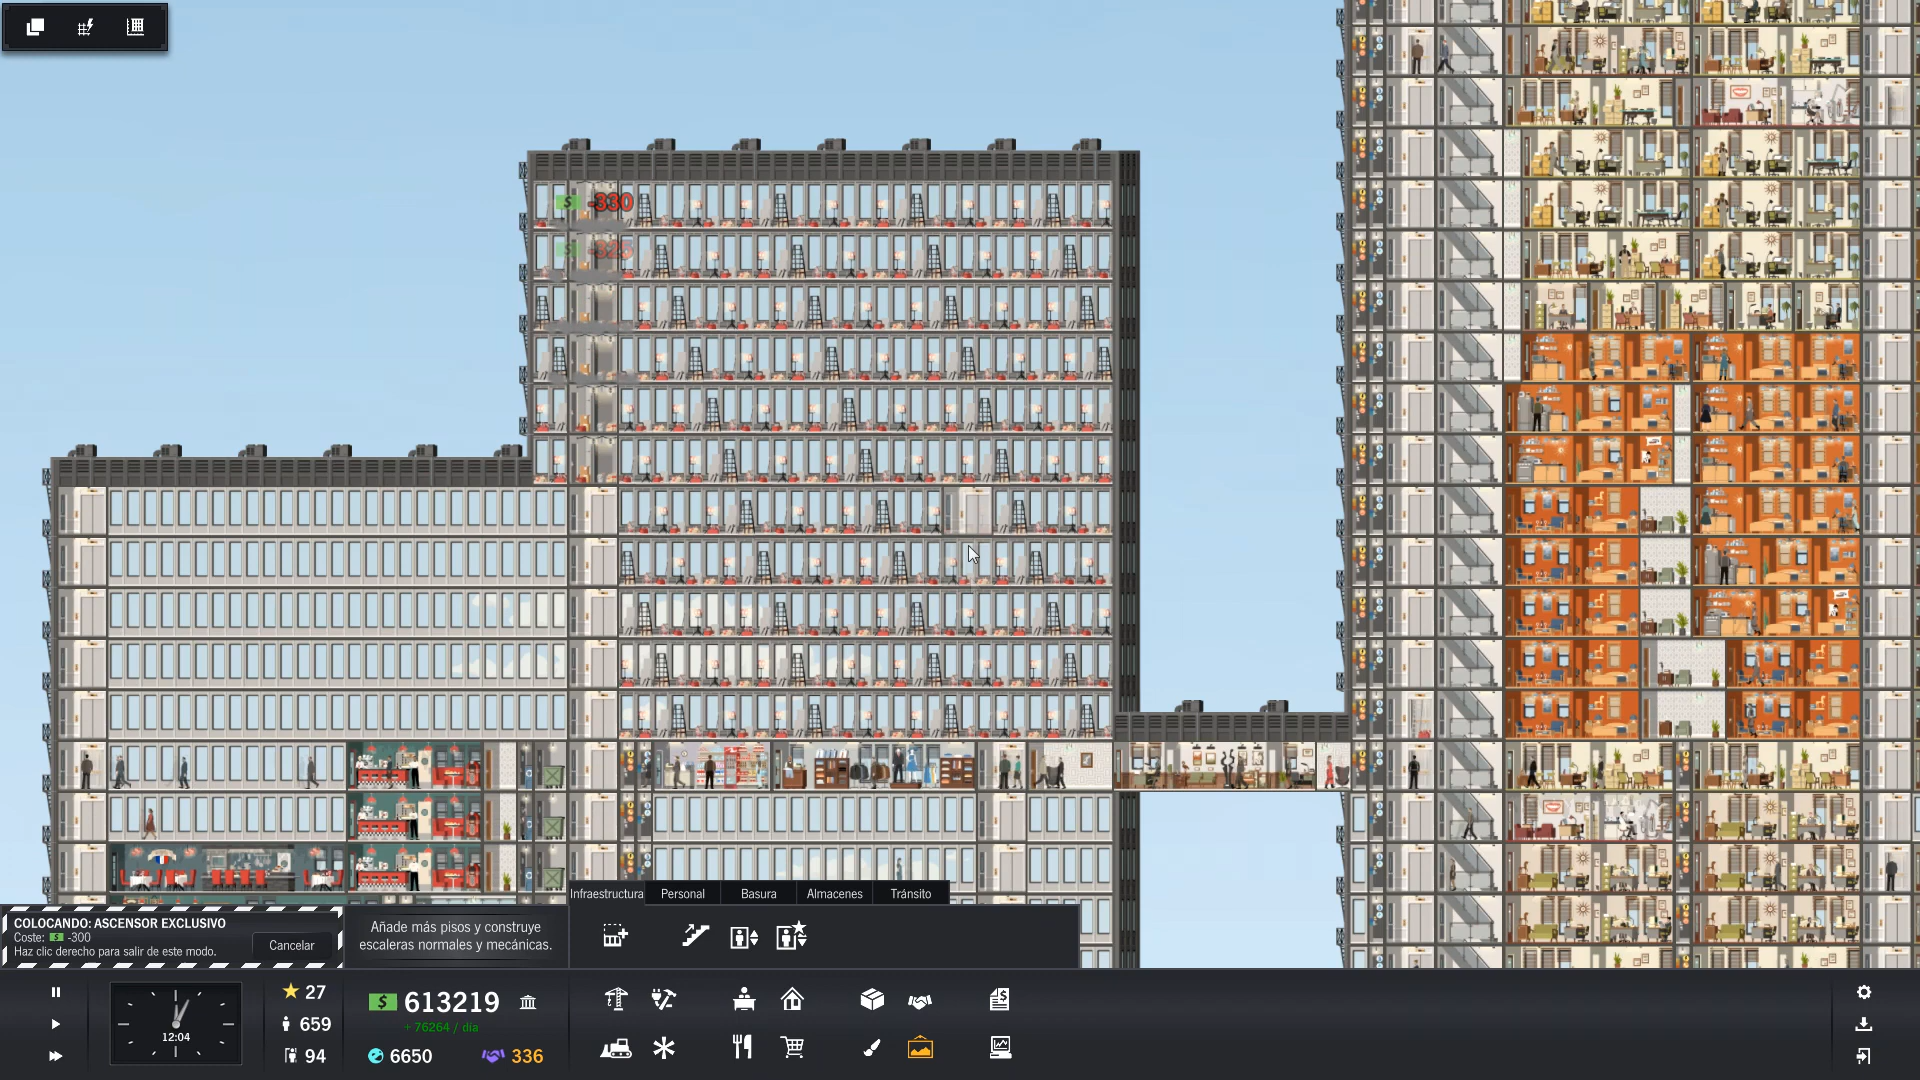 -330
-325
Infraestructura
Personal
Basura
Almacenes
Tránsito
COLOCANDO: ASCENSOR EXCLUSIVO
Coste: $ -300
Haz clic derecho para salir de este modo.
Cancelar
Añade más pisos y construye
escaleras normales y mecánicas.
12:04
27
659
94
$ 613219
+ 76264 / día
6650
336